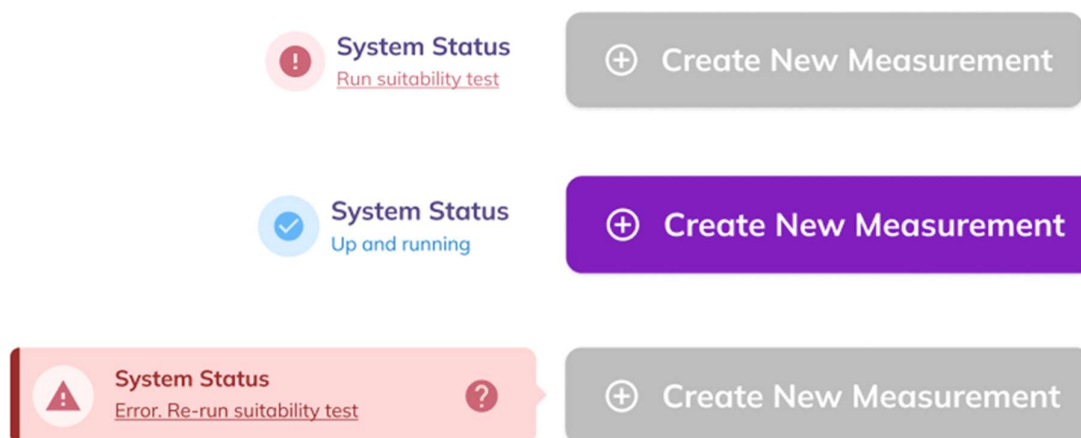 System Status
Run suitability test
Create New Measurement
System Status
Up and running
Create New Measurement
System Status
Error. Re-run suitability test
Create New Measurement